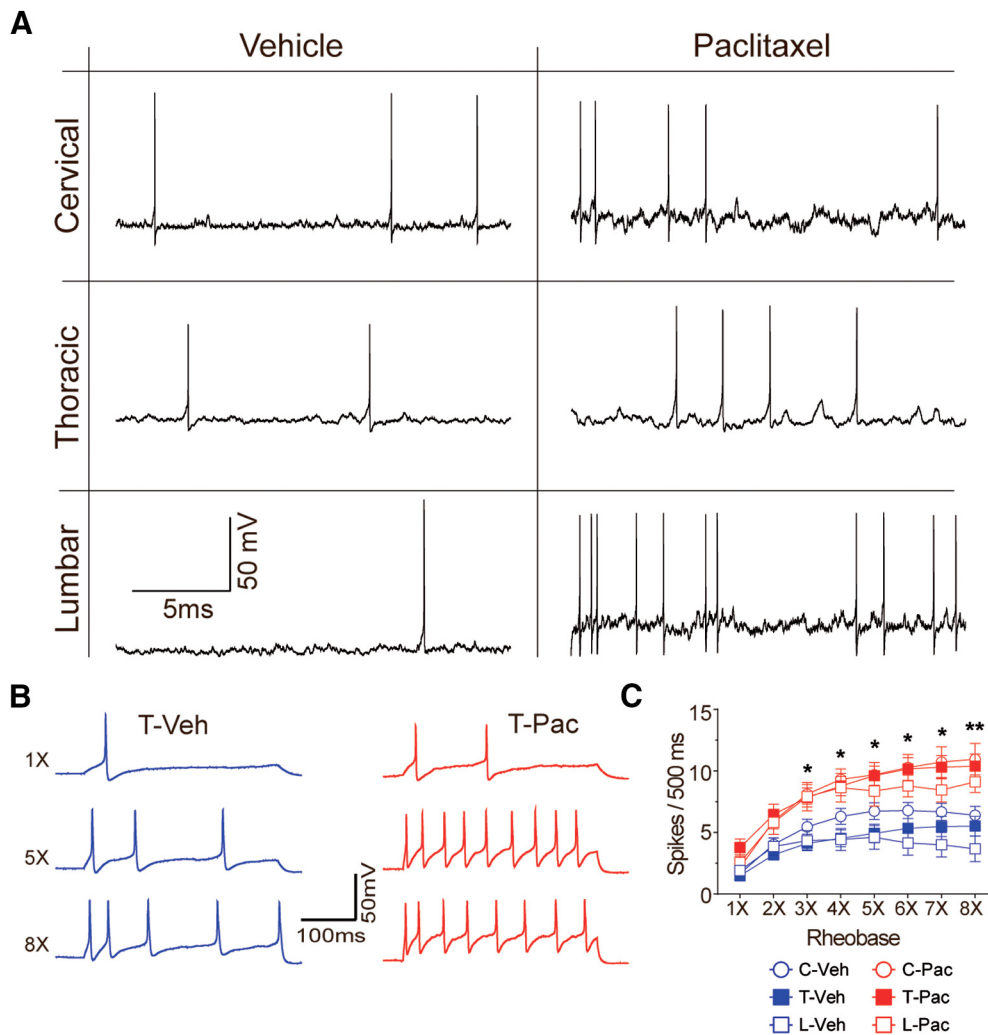 A
Vehicle Paclitaxel
Cervical
Thoracic
Lumbar
50 mV
5ms
B
T-Veh T-Pac
1X
5X
8X
50mV
100ms
C
15
10
5
0
Spikes / 500 ms
* * * * * **
1X 2X 3X 4X 5X 6X 7X 8X
Rheobase
C-Veh C-Pac
T-Veh T-Pac
L-Veh L-Pac